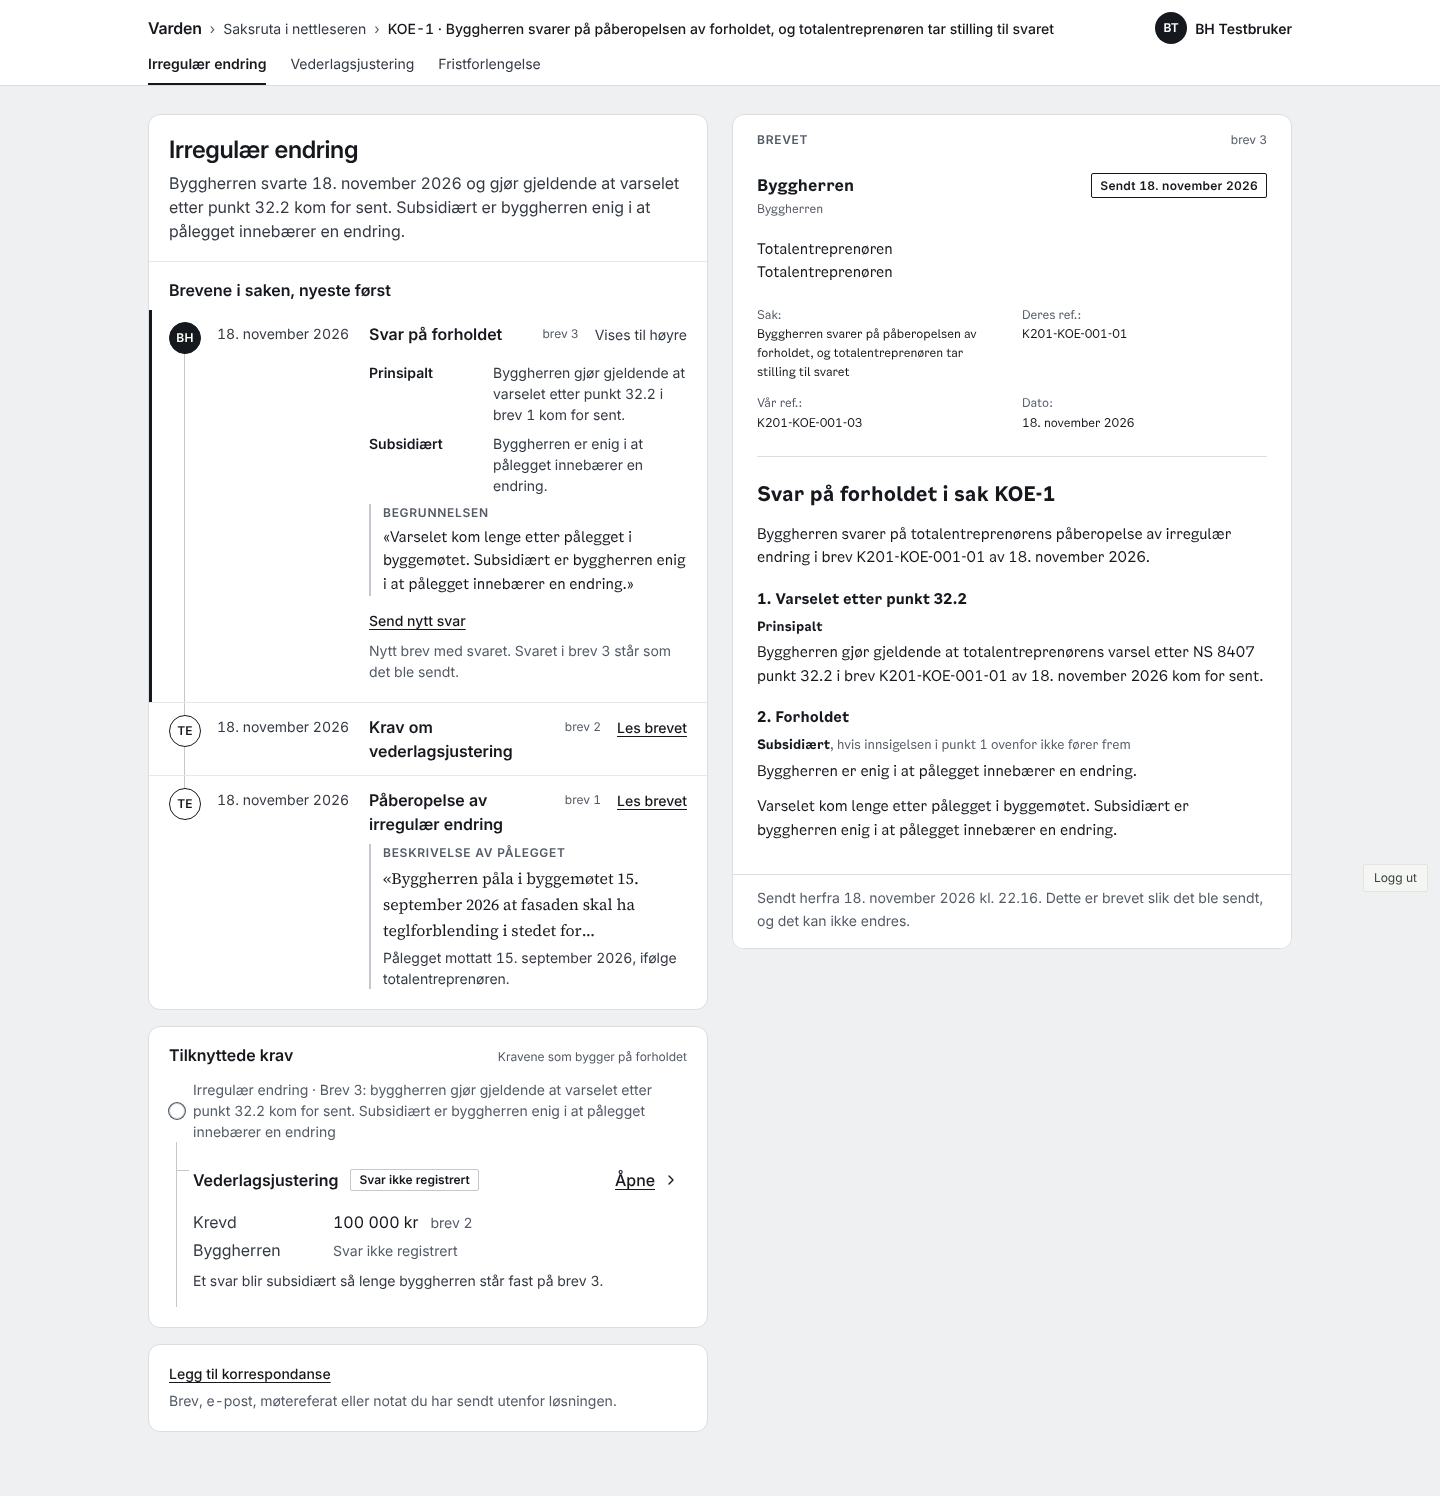 Varden › Saksruta i nettleseren › KOE-1 · Byggherren svarer på påberopelsen av forholdet, og totalentreprenøren tar stilling til svaret
BT BH Testbruker
Irregulær endring Vederlagsjustering Fristforlengelse
Irregulær endring
Byggherren svarte 18. november 2026 og gjør gjeldende at varselet
etter punkt 32.2 kom for sent. Subsidiært er byggherren enig i at
pålegget innebærer en endring.
Brevene i saken, nyeste først
BH 18. november 2026 Svar på forholdet brev 3 Vises til høyre
Prinsipalt Byggherren gjør gjeldende at
varselet etter punkt 32.2 i
brev 1 kom for sent.
Subsidiært Byggherren er enig i at
pålegget innebærer en
endring.
BEGRUNNELSEN
«Varselet kom lenge etter pålegget i
byggemøtet. Subsidiært er byggherren enig
i at pålegget innebærer en endring.»
Send nytt svar
Nytt brev med svaret. Svaret i brev 3 står som
det ble sendt.
TE 18. november 2026 Krav om brev 2 Les brevet
vederlagsjustering
TE 18. november 2026 Påberopelse av brev 1 Les brevet
irregulær endring
BESKRIVELSE AV PÅLEGGET
«Byggherren påla i byggemøtet 15.
september 2026 at fasaden skal ha
teglforblending i stedet for…
Pålegget mottatt 15. september 2026, ifølge
totalentreprenøren.
Tilknyttede krav Kravene som bygger på forholdet
Irregulær endring · Brev 3: byggherren gjør gjeldende at varselet etter
punkt 32.2 kom for sent. Subsidiært er byggherren enig i at pålegget
innebærer en endring
Vederlagsjustering Svar ikke registrert Åpne
Krevd 100 000 kr brev 2
Byggherren Svar ikke registrert
Et svar blir subsidiært så lenge byggherren står fast på brev 3.
Legg til korrespondanse
Brev, e-post, møtereferat eller notat du har sendt utenfor løsningen.
BREVET brev 3
Byggherren Sendt 18. november 2026
Byggherren
Totalentreprenøren
Totalentreprenøren
Sak: Deres ref.:
Byggherren svarer på påberopelsen av K201-KOE-001-01
forholdet, og totalentreprenøren tar
stilling til svaret
Vår ref.: Dato:
K201-KOE-001-03 18. november 2026
Svar på forholdet i sak KOE-1
Byggherren svarer på totalentreprenørens påberopelse av irregulær
endring i brev K201-KOE-001-01 av 18. november 2026.
1. Varselet etter punkt 32.2
Prinsipalt
Byggherren gjør gjeldende at totalentreprenørens varsel etter NS 8407
punkt 32.2 i brev K201-KOE-001-01 av 18. november 2026 kom for sent.
2. Forholdet
Subsidiært, hvis innsigelsen i punkt 1 ovenfor ikke fører frem
Byggherren er enig i at pålegget innebærer en endring.
Varselet kom lenge etter pålegget i byggemøtet. Subsidiært er
byggherren enig i at pålegget innebærer en endring.
Sendt herfra 18. november 2026 kl. 22.16. Dette er brevet slik det ble sendt,
og det kan ikke endres.
Logg ut